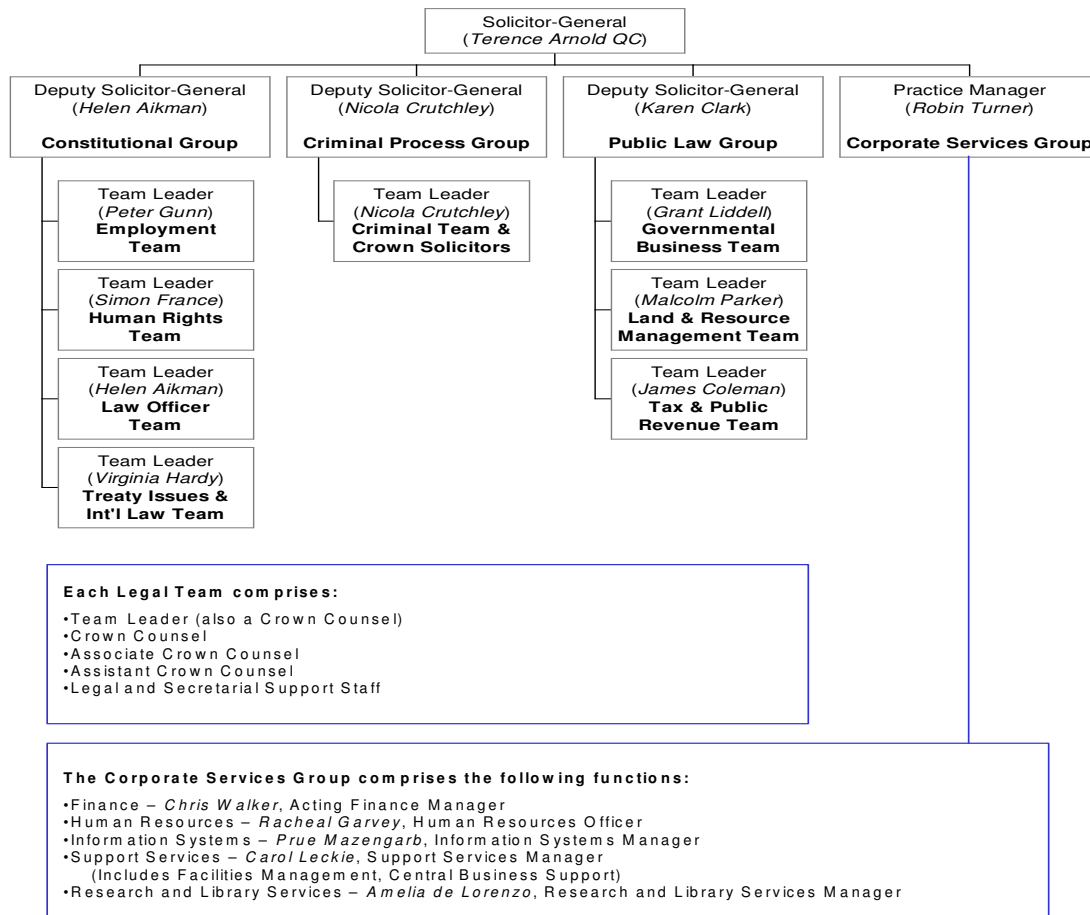 Solicitor-General
(Terence Arnold QC)
Deputy Solicitor-General
(Helen Aikman)
Constitutional Group
Deputy Solicitor-General
(Nicola Crutchley)
Criminal Process Group
Deputy Solicitor-General
(Karen Clark)
Public Law Group
Practice Manager
(Robin Turner)
Corporate Services Group
Team Leader
(Peter Gunn)
Employment
Team
Team Leader
(Simon France)
Human Rights
Team
Team Leader
(Helen Aikman)
Law Officer
Team
Team Leader
(Virginia Hardy)
Treaty Issues &
Int'l Law Team
Team Leader
(Nicola Crutchley)
Criminal Team &
Crown Solicitors
Team Leader
(Grant Liddell)
Governmental
Business Team
Team Leader
(Malcolm Parker)
Land & Resource
Management Team
Team Leader
(James Coleman)
Tax & Public
Revenue Team
Each Legal Team comprises:
•Team Leader (also a Crown Counsel)
•Crown Counsel
•Associate Crown Counsel
•Assistant Crown Counsel
•Legal and Secretarial Support Staff
The Corporate Services Group comprises the following functions:
•Finance – Chris Walker, Acting Finance Manager
•Human Resources – Racheal Garvey, Human Resources Officer
•Information Systems – Prue Mazengarb, Information Systems Manager
•Support Services – Carol Leckie, Support Services Manager
(Includes Facilities Management, Central Business Support)
•Research and Library Services – Amelia de Lorenzo, Research and Library Services Manager